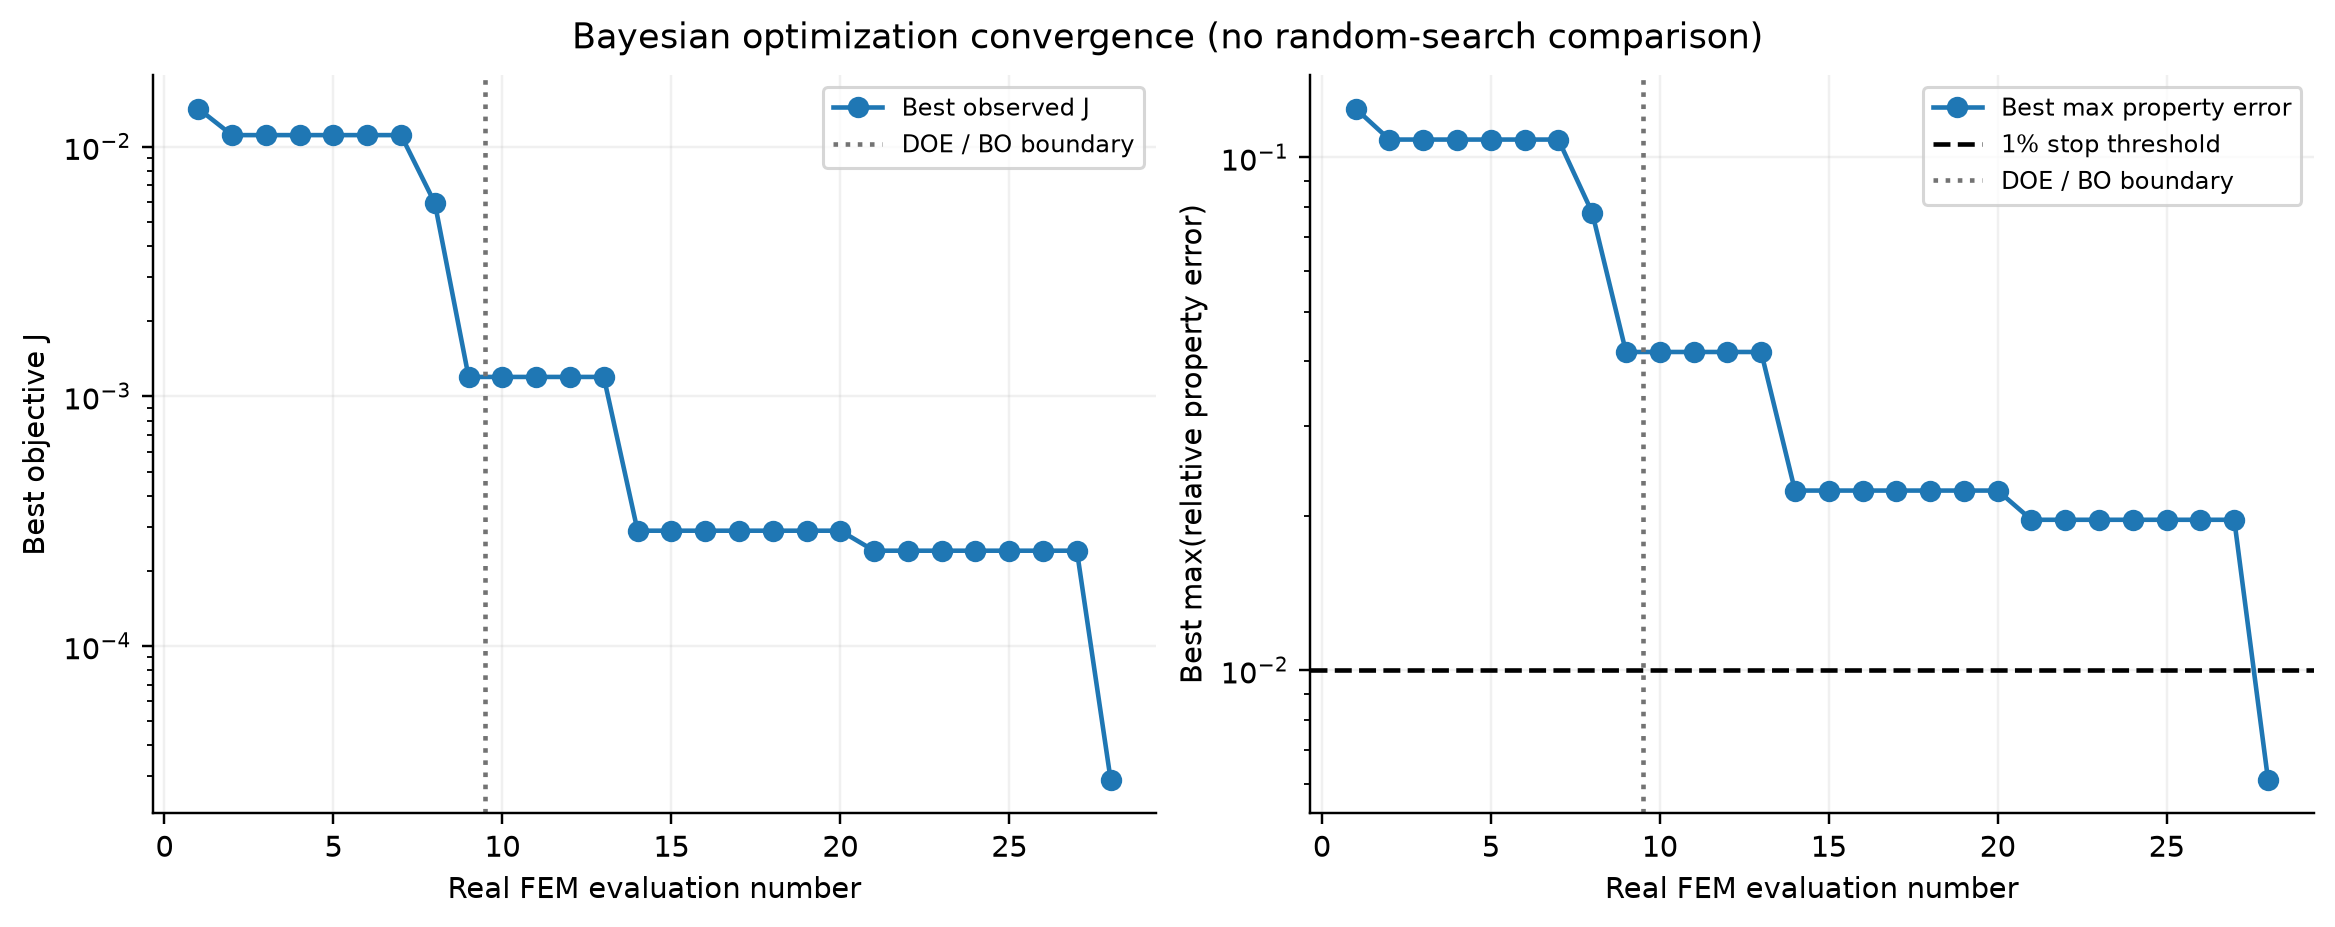 Bayesian optimization convergence (no random-search comparison)
Best objective J
10⁻²
10⁻³
10⁻⁴
Best observed J
DOE / BO boundary
0 5 10 15 20 25
Real FEM evaluation number
Best max(relative property error)
10⁻¹
10⁻²
Best max property error
1% stop threshold
DOE / BO boundary
0 5 10 15 20 25
Real FEM evaluation number